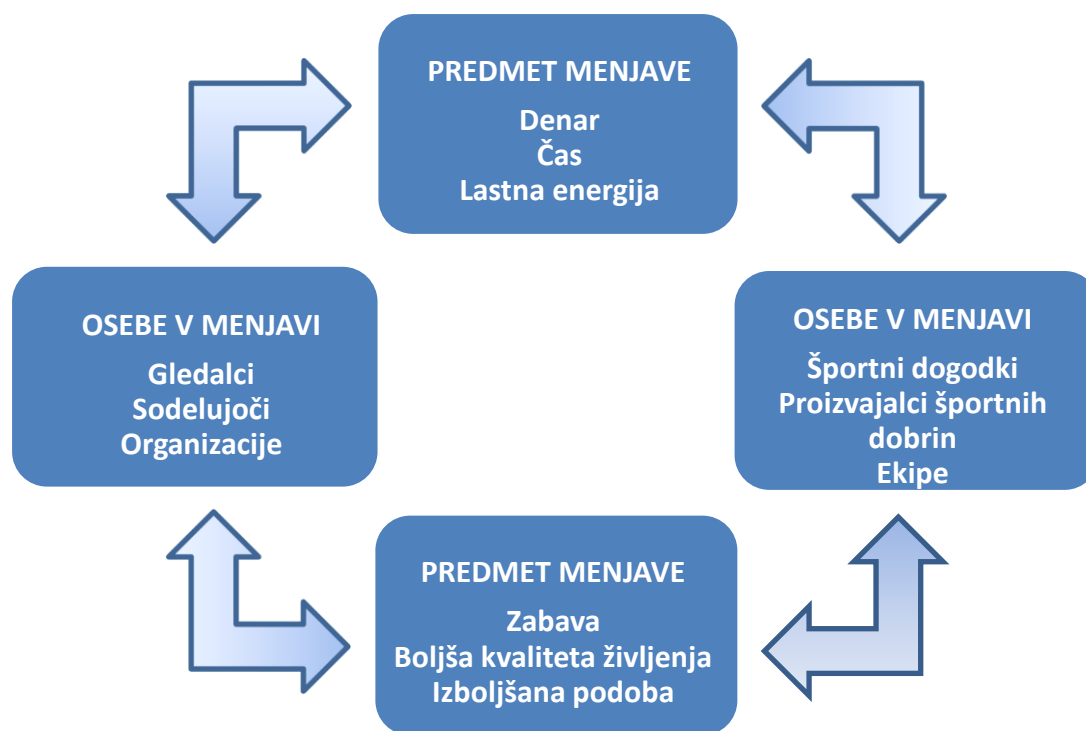 PREDMET MENJAVE
Denar
Čas
Lastna energija
OSEBE V MENJAVI
Gledalci
Sodelujoči
Organizacije
OSEBE V MENJAVI
Športni dogodki
Proizvajalci športnih
dobrin
Ekipe
PREDMET MENJAVE
Zabava
Boljša kvaliteta življenja
Izboljšana podoba